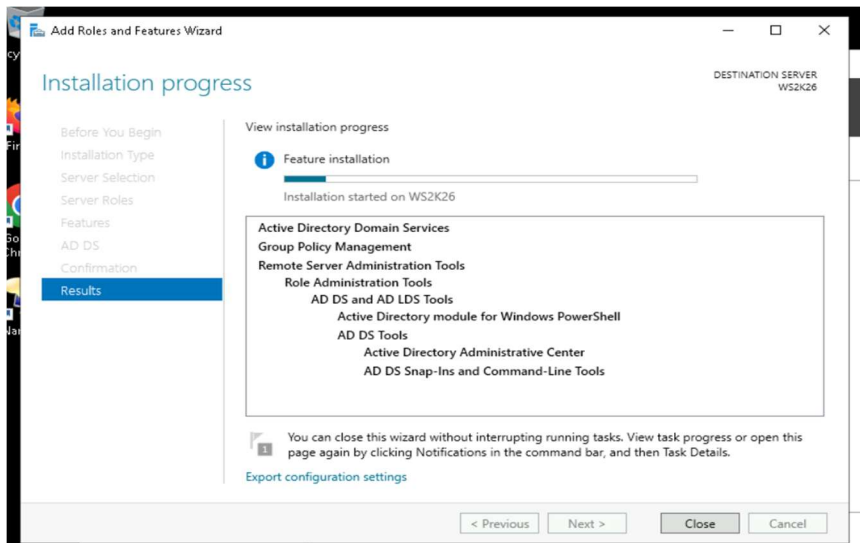 Add Roles and Features Wizard
Installation progress
DESTINATION SERVER
WS2K26
Before You Begin
Installation Type
Server Selection
Server Roles
Features
AD DS
Confirmation
Results
View installation progress
Feature installation
Installation started on WS2K26
Active Directory Domain Services
Group Policy Management
Remote Server Administration Tools
Role Administration Tools
AD DS and AD LDS Tools
Active Directory module for Windows PowerShell
AD DS Tools
Active Directory Administrative Center
AD DS Snap-Ins and Command-Line Tools
1
You can close this wizard without interrupting running tasks. View task progress or open this
page again by clicking Notifications in the command bar, and then Task Details.
Export configuration settings
< Previous
Next >
Close
Cancel